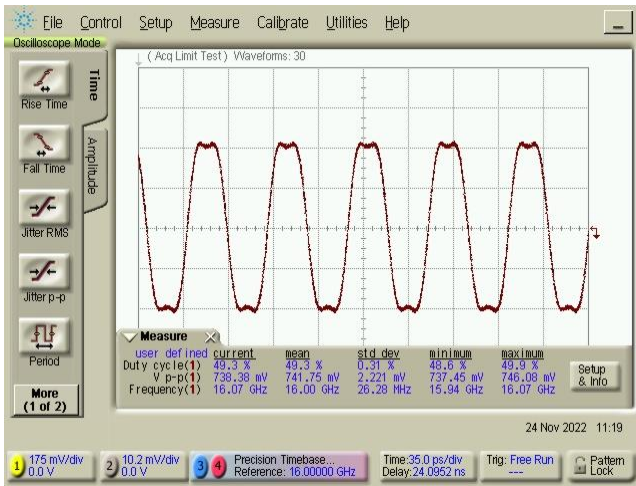 File Control Setup Measure Calibrate Utilities Help
Oscilloscope Mode
( Acq Limit Test ) Waveforms: 30
Time
Amplitude
Rise Time
Fall Time
Jitter RMS
Jitter p-p
Period
More
(1 of 2)
Measure
user defined current mean std dev minimum maximum
Duty cycle(1) 49.3 % 49.3 % 0.31 % 48.6 % 49.9 %
V p-p(1) 738.38 mV 741.75 mV 2.221 mV 737.45 mV 746.08 mV
Frequency(1) 16.07 GHz 16.00 GHz 26.28 MHz 15.94 GHz 16.07 GHz
Setup
& Info
24 Nov 2022 11:19
1 175 mV/div
0.0 V
2 10.2 mV/div
0.0 V
3 4 Precision Timebase...
Reference: 16.00000 GHz
Time:35.0 ps/div
Delay:24.0952 ns
Trig: Free Run
---
Pattern
Lock